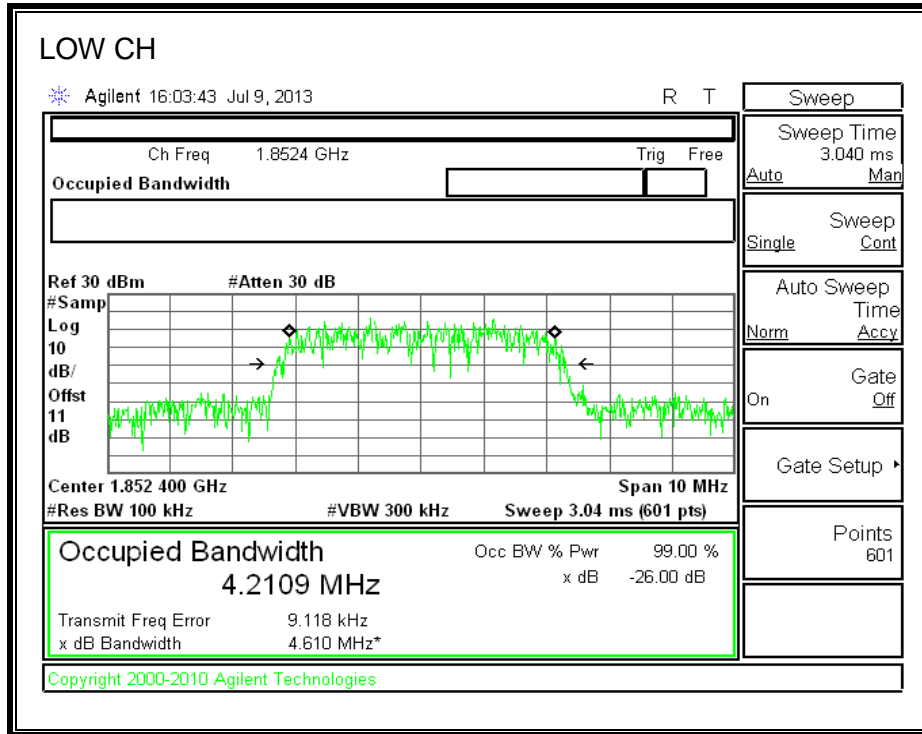 LOW CH
Agilent 16:03:43 Jul 9, 2013 R T
Ch Freq 1.8524 GHz Trig Free
Occupied Bandwidth
Ref 30 dBm #Atten 30 dB
#Samp
Log
10
dB/
Offst
11
dB
Center 1.852 400 GHz Span 10 MHz
#Res BW 100 kHz #VBW 300 kHz Sweep 3.04 ms (601 pts)
Occupied Bandwidth Occ BW % Pwr 99.00 %
4.2109 MHz x dB -26.00 dB
Transmit Freq Error 9.118 kHz
x dB Bandwidth 4.610 MHz*
Copyright 2000-2010 Agilent Technologies
Sweep
Sweep Time
3.040 ms
Auto Man
Sweep
Single Cont
Auto Sweep
Time
Norm Accy
Gate
On Off
Gate Setup
Points
601